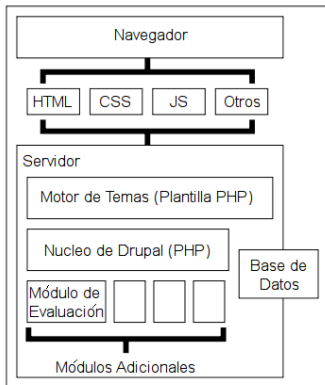 Navegador
HTML
CSS
JS
Otros
Servidor
Motor de Temas (Plantilla PHP)
Nucleo de Drupal (PHP)
Base de
Datos
Módulo de
Evaluación
Módulos Adicionales